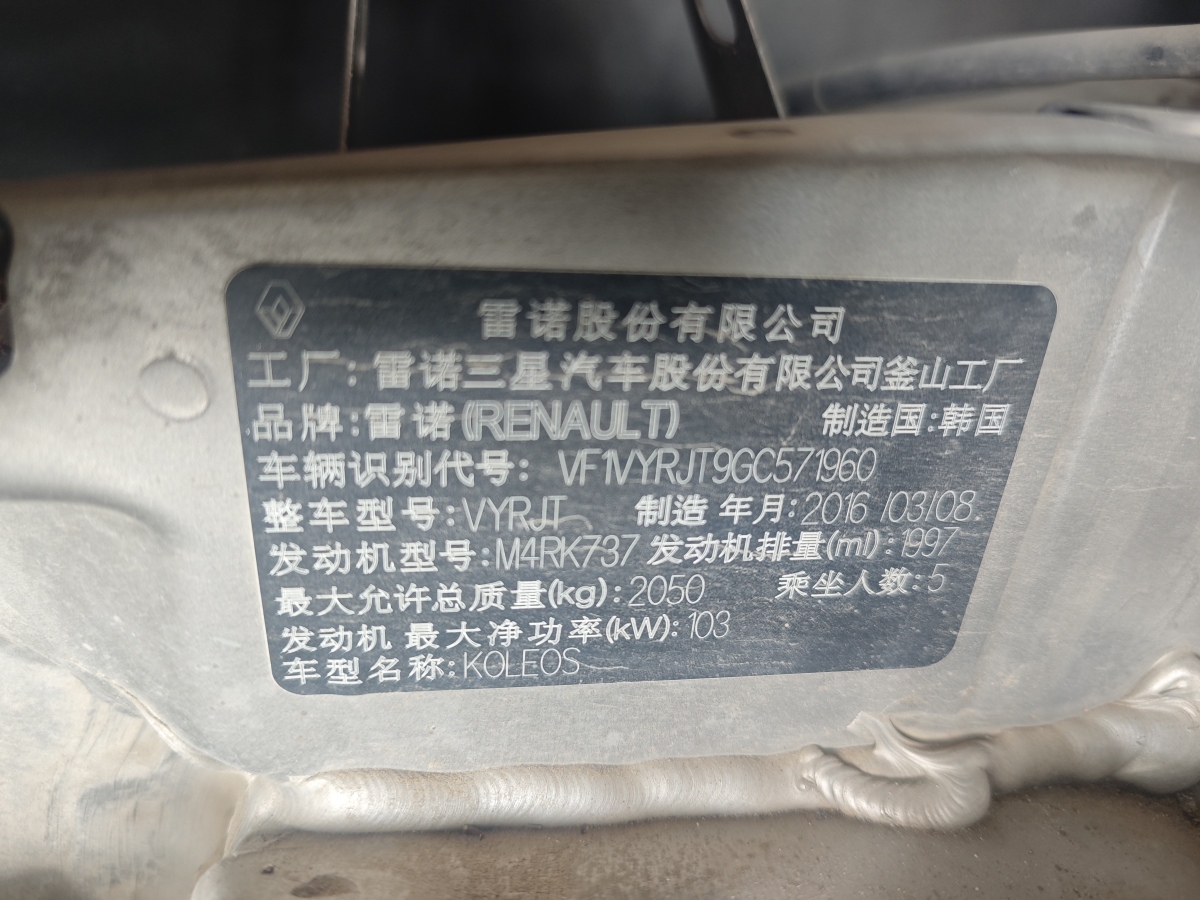 雷诺股份有限公司
工厂:雷诺三星汽车股份有限公司釜山工厂
品牌:雷诺(RENAULT) 制造国:韩国
车辆识别代号: VF1VYRJT9GC571960
整车型号:VYRJT 制造 年月:2016 /03/08.
发动机型号:M4RK737 发动机排量(ml):1997
最大允许总质量(kg):2050 乘坐人数:5
发动机 最大净功率(kW):103
车型名称:KOLEOS